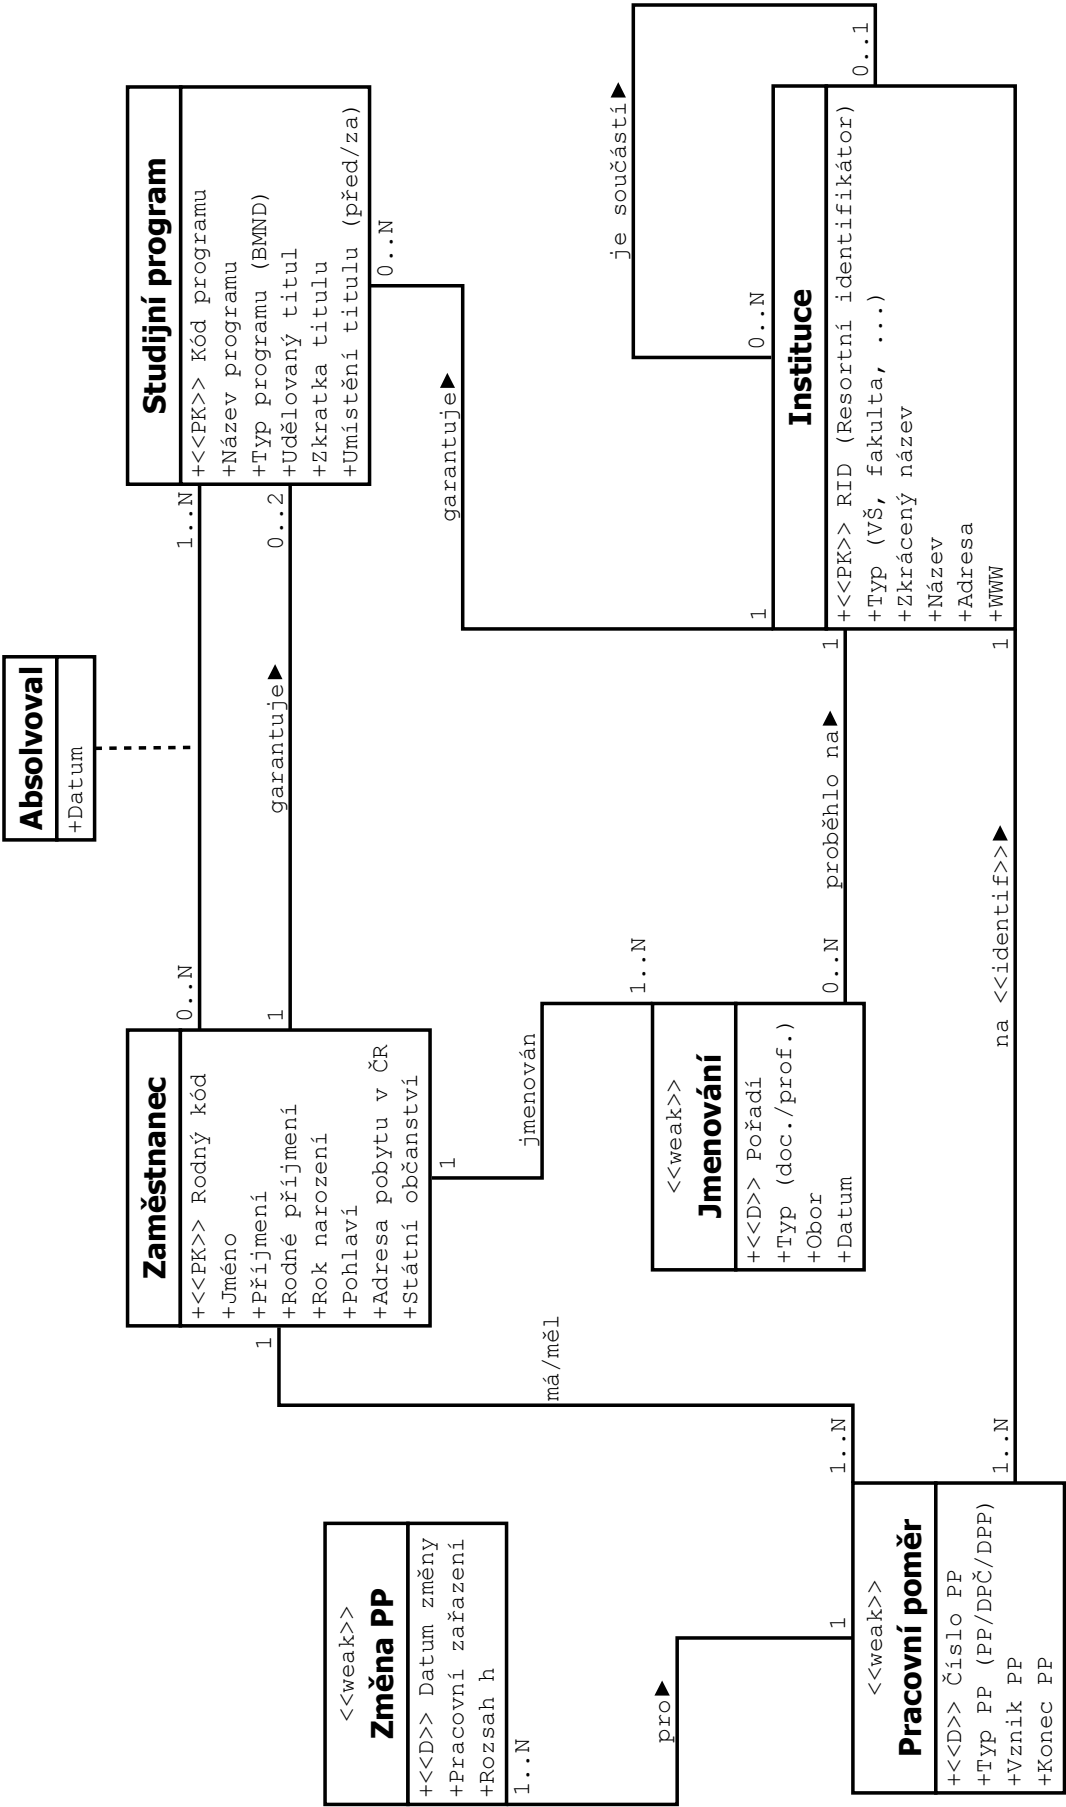 Absolvoval
+Datum
Zaměstnanec
+<<PK>> Rodný kód
+Jméno
+Příjmení
+Rodné příjmení
+Rok narození
+Pohlaví
+Adresa pobytu v ČR
+Státní občanství
0..N
1..N
Studijní program
+<<PK>> Kód programu
+Název programu
+Typ programu (BMND)
+Udělovaný titul
+Zkratka titulu
+Umístění titulu (před/za)
1
garantuje▶
0..2
0..N
garantuje▶
1
<<weak>>
Změna PP
+<<D>> Datum změny
+Pracovní zařazení
+Rozsah h
1..N
pro▶
1
1
má/měl
1..N
1
jmenován
1..N
<<weak>>
Jmenování
+<<D>> Pořadí
+Typ (doc./prof.)
+Obor
+Datum
0..N
proběhlo na▶
1
je součástí▶
0..N
0..1
Instituce
+<<PK>> RID (Resortní identifikátor)
+Typ (VŠ, fakulta, ...)
+Zkrácený název
+Název
+Adresa
+WWW
<<weak>>
Pracovní poměr
+<<D>> Číslo PP
+Typ PP (PP/DPČ/DPP)
+Vznik PP
+Konec PP
1..N
na <<identif>>▶
1